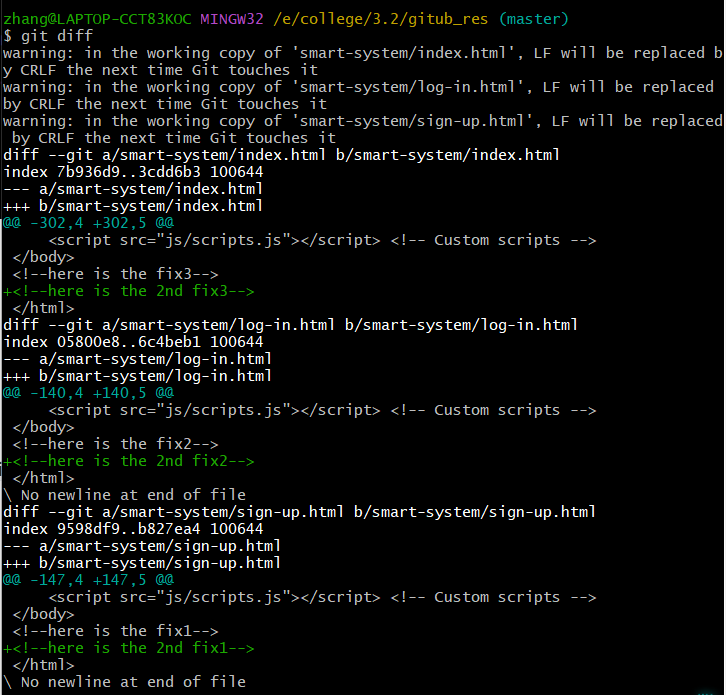 zhang@LAPTOP-CCT83KOC MINGW32 /e/college/3.2/gitub_res (master)
$ git diff
warning: in the working copy of 'smart-system/index.html', LF will be replaced b
y CRLF the next time Git touches it
warning: in the working copy of 'smart-system/log-in.html', LF will be replaced
by CRLF the next time Git touches it
warning: in the working copy of 'smart-system/sign-up.html', LF will be replaced
 by CRLF the next time Git touches it
diff --git a/smart-system/index.html b/smart-system/index.html
index 7b936d9..3cdd6b3 100644
--- a/smart-system/index.html
+++ b/smart-system/index.html
@@ -302,4 +302,5 @@
     <script src="js/scripts.js"></script> <!-- Custom scripts -->
 </body>
 <!--here is the fix3-->
+<!--here is the 2nd fix3-->
 </html>
diff --git a/smart-system/log-in.html b/smart-system/log-in.html
index 05800e8..6c4beb1 100644
--- a/smart-system/log-in.html
+++ b/smart-system/log-in.html
@@ -140,4 +140,5 @@
     <script src="js/scripts.js"></script> <!-- Custom scripts -->
 </body>
 <!--here is the fix2-->
+<!--here is the 2nd fix2-->
 </html>
\ No newline at end of file
diff --git a/smart-system/sign-up.html b/smart-system/sign-up.html
index 9598df9..b827ea4 100644
--- a/smart-system/sign-up.html
+++ b/smart-system/sign-up.html
@@ -147,4 +147,5 @@
     <script src="js/scripts.js"></script> <!-- Custom scripts -->
 </body>
 <!--here is the fix1-->
+<!--here is the 2nd fix1-->
 </html>
\ No newline at end of file